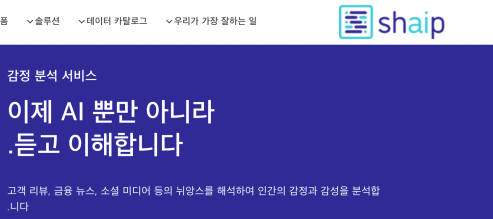 폼 솔루션 데이터 카탈로그 우리가 가장 잘하는 일 shaip
감정 분석 서비스
이제 AI 뿐만 아니라
.듣고 이해합니다
고객 리뷰, 금융 뉴스, 소셜 미디어 등의 뉘앙스를 해석하여 인간의 감정과 감성을 분석합
.니다